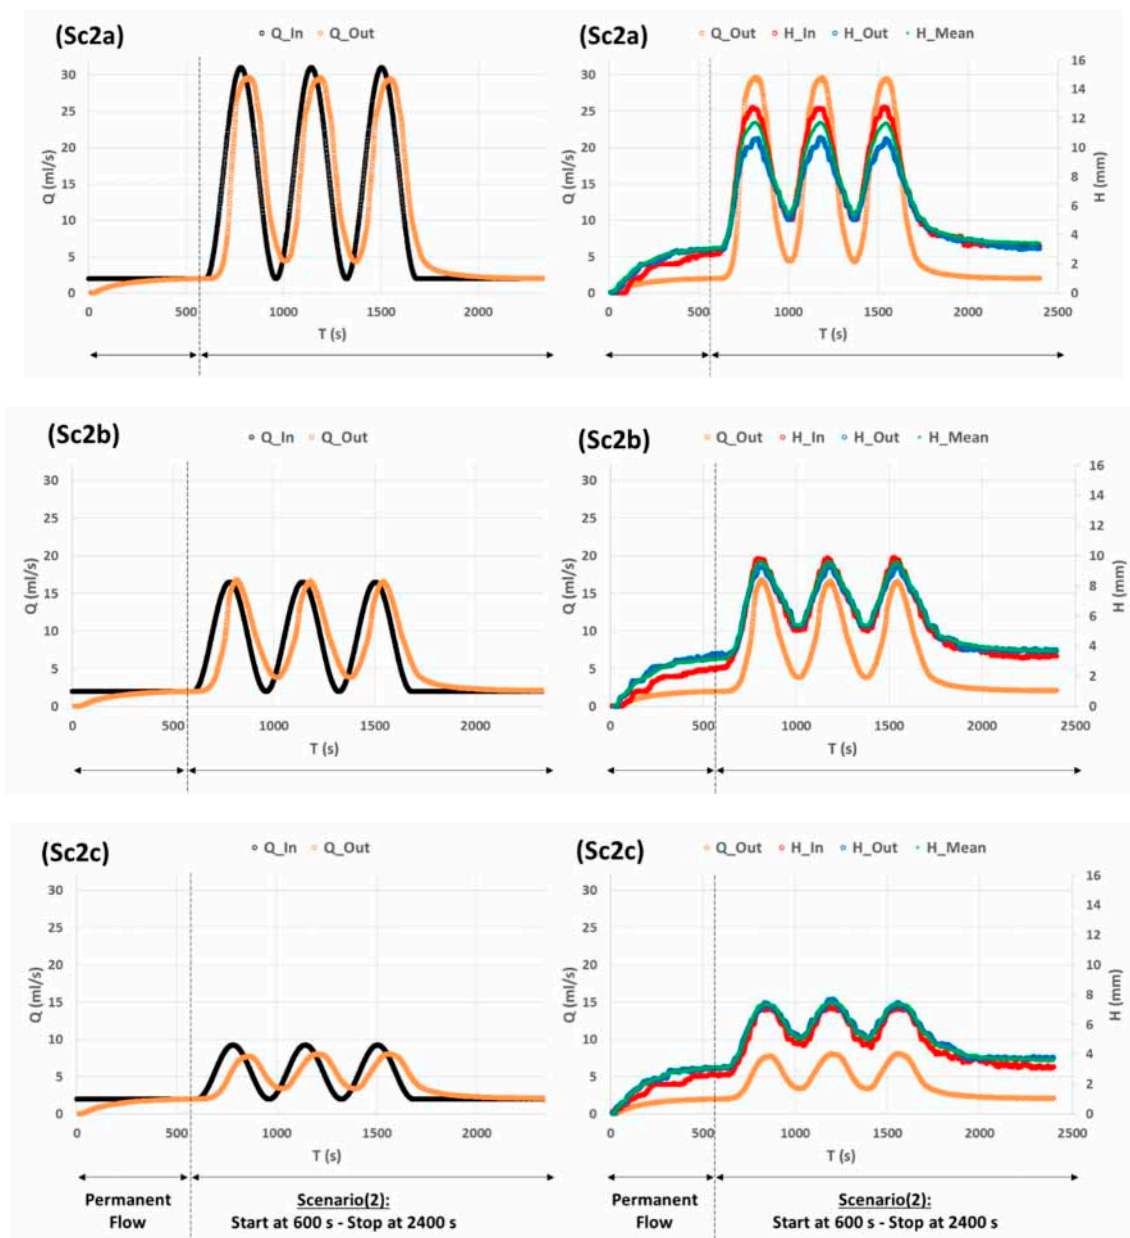 (Sc2a)
Q_In Q_Out
30
25
20
15
10
5
0
Q (ml/s)
0 500 1000 1500 2000
T (s)
(Sc2a)
Q_Out H_In H_Out H_Mean
30
25
20
15
10
5
0
Q (ml/s)
16
14
12
10
8
6
4
2
0
H (mm)
0 500 1000 1500 2000 2500
T (s)
(Sc2b)
Q_In Q_Out
30
25
20
15
10
5
0
Q (ml/s)
0 500 1000 1500 2000
T (s)
(Sc2b)
Q_Out H_In H_Out H_Mean
30
25
20
15
10
5
0
Q (ml/s)
16
14
12
10
8
6
4
2
0
H (mm)
0 500 1000 1500 2000 2500
T (s)
(Sc2c)
Q_In Q_Out
30
25
20
15
10
5
0
Q (ml/s)
0 500 1000 1500 2000
T (s)
Permanent
Flow
Scenario(2):
Start at 600 s - Stop at 2400 s
(Sc2c)
Q_Out H_In H_Out H_Mean
30
25
20
15
10
5
0
Q (ml/s)
16
14
12
10
8
6
4
2
0
H (mm)
0 500 1000 1500 2000 2500
T (s)
Permanent
Flow
Scenario(2):
Start at 600 s - Stop at 2400 s